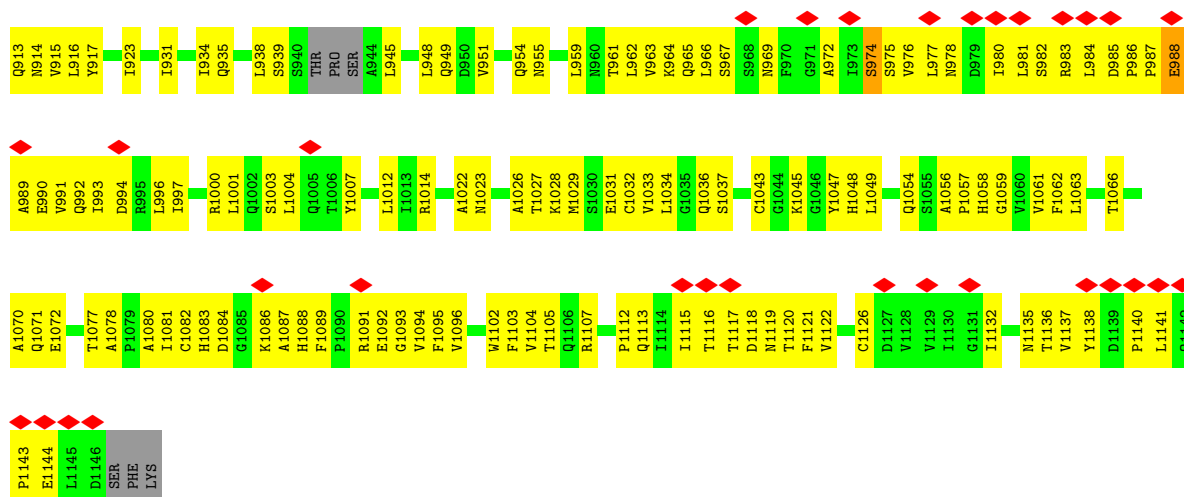 Q913 N914 V915 L916 Y917 I923 I931 I934 Q935 L938 S939 S940 THR PRO SER A944 L945 L948 Q949 D950 V951 Q954 N955 L959 N960 T961 L962 V963 K964 Q965 L966 S967 S968 N969 F970 G971 A972 I973 S974 S975 V976 L977 N978 D979 I980 L981 S982 R983 L984 D985 P986 P987 E988
A989 E990 V991 Q992 I993 D994 R995 L996 I997 R1000 L1001 Q1002 S1003 L1004 Q1005 T1006 Y1007 L1012 I1013 R1014 A1022 N1023 A1026 T1027 K1028 M1029 S1030 E1031 C1032 V1033 L1034 G1035 Q1036 S1037 C1043 G1044 K1045 G1046 Y1047 H1048 L1049 Q1054 S1055 A1056 P1057 H1058 G1059 V1060 V1061 F1062 L1063 T1066
A1070 Q1071 E1072 T1077 A1078 P1079 A1080 I1081 C1082 H1083 D1084 G1085 K1086 A1087 H1088 F1089 P1090 R1091 E1092 G1093 V1094 F1095 V1096 W1102 F1103 V1104 T1105 Q1106 R1107 P1112 Q1113 I1114 I1115 T1116 T1117 D1118 N1119 T1120 F1121 V1122 C1126 D1127 V1128 V1129 I1130 G1131 I1132 N1135 T1136 V1137 Y1138 D1139 P1140 L1141
P1143 E1144 L1145 D1146 SER PHE LYS